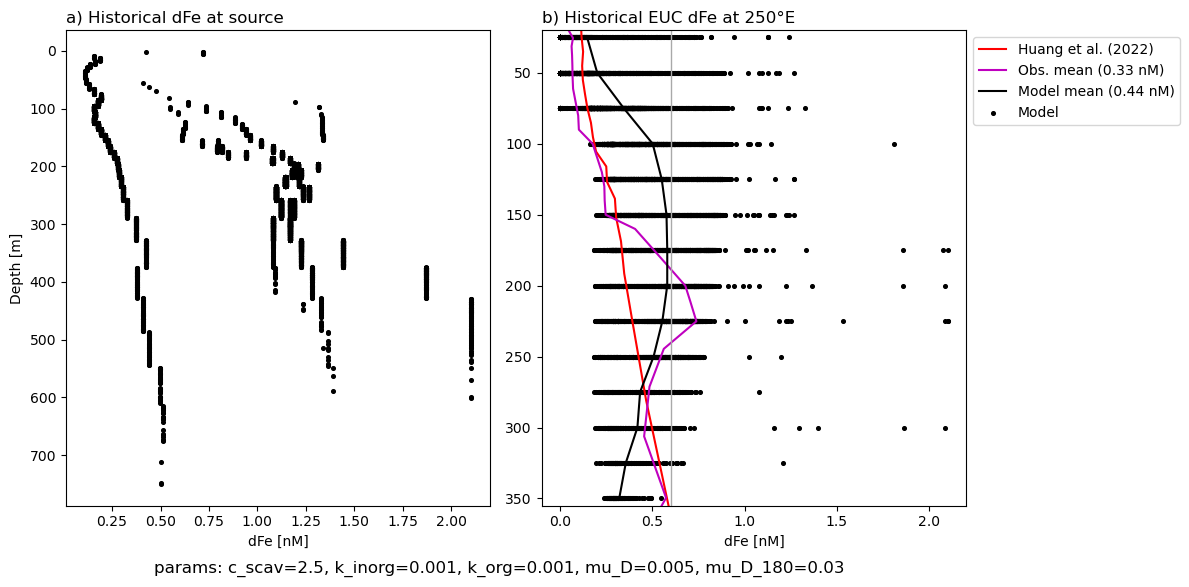 a) Historical dFe at source
b) Historical EUC dFe at 250°E
Huang et al. (2022)
Obs. mean (0.33 nM)
Model mean (0.44 nM)
Model
Depth [m]
0
100
200
300
400
500
600
700
0.25
0.50
0.75
1.00
1.25
1.50
1.75
2.00
dFe [nM]
50
100
150
200
250
300
350
0.0
0.5
1.0
1.5
2.0
dFe [nM]
params: c_scav=2.5, k_inorg=0.001, k_org=0.001, mu_D=0.005, mu_D_180=0.03